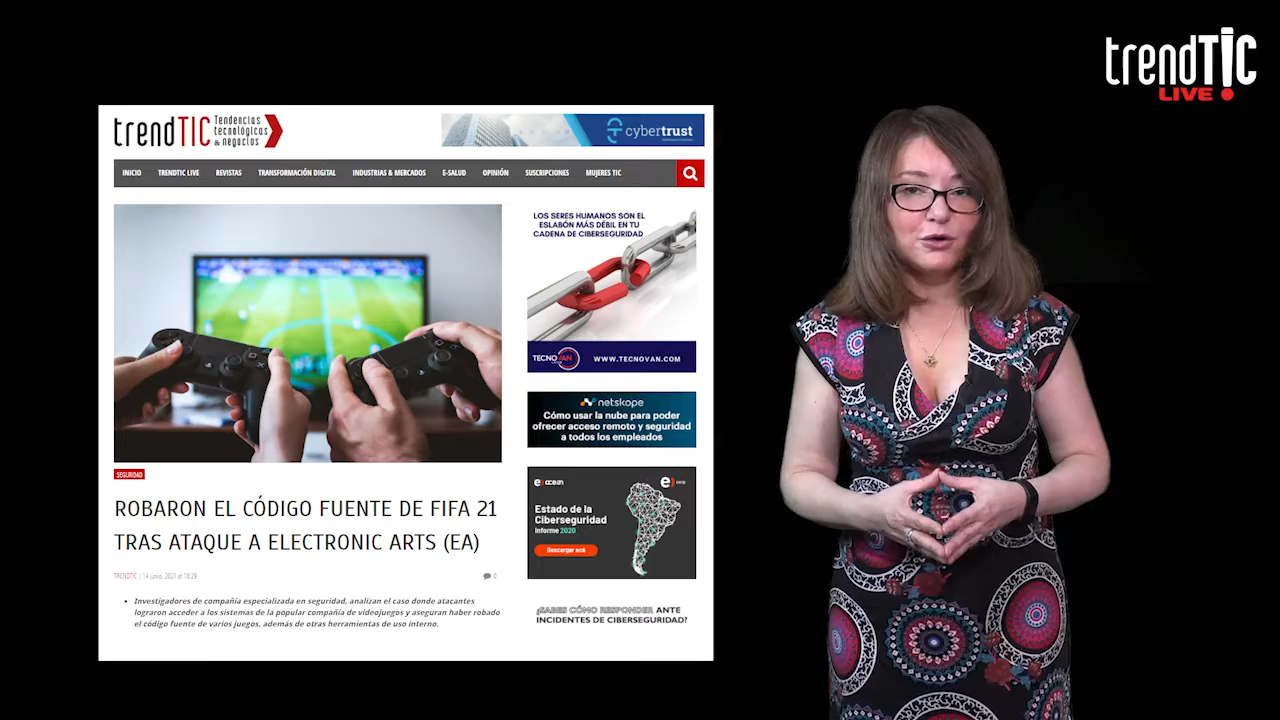 trendTIC
LIVE
trendTIC Tendencias
tecnológicas
& negocios
cybertrust
INICIO TRENDTIC LIVE REVISTAS TRANSFORMACIÓN DIGITAL INDUSTRIAS & MERCADOS E-SALUD OPINIÓN SUSCRIPCIONES MUJERES TIC
LOS SERES HUMANOS SON EL
ESLABÓN MÁS DÉBIL EN TU
CADENA DE CIBERSEGURIDAD
TECNOVAN WWW.TECNOVAN.COM
netskope
Cómo usar la nube para poder
ofrecer acceso remoto y seguridad
a todos los empleados
ocean
Estado de la
Ciberseguridad
Informe 2020
Descargar acá
SEGURIDAD
ROBARON EL CÓDIGO FUENTE DE FIFA 21
TRAS ATAQUE A ELECTRONIC ARTS (EA)
TRENDTIC | 14 junio, 2021 at 18:29 0
Investigadores de compañía especializada en seguridad, analizan el caso donde atacantes
lograron acceder a los sistemas de la popular compañía de videojuegos y aseguran haber robado
el código fuente de varios juegos, además de otras herramientas de uso interno.
¿SABES CÓMO RESPONDER ANTE
INCIDENTES DE CIBERSEGURIDAD?